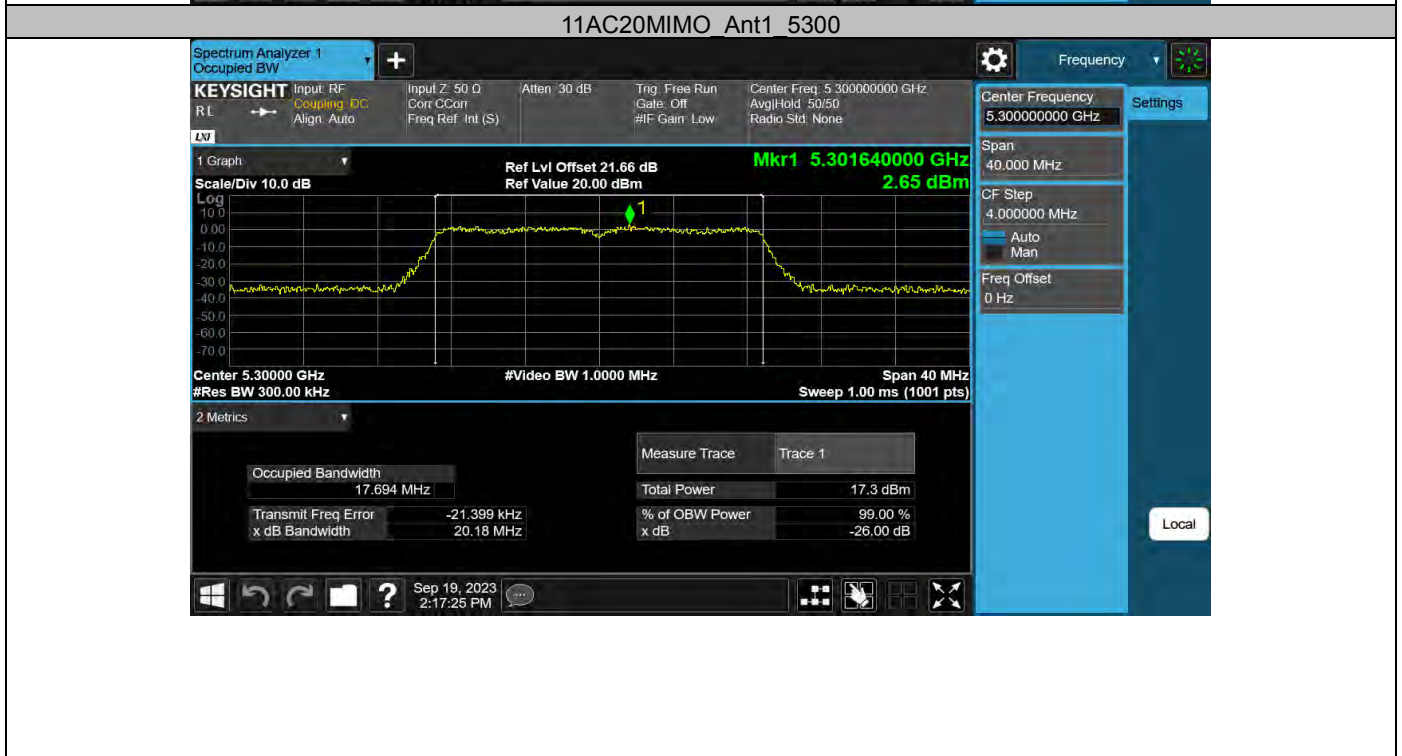 11AC20MIMO_Ant1_5300
Spectrum Analyzer 1
Occupied BW
Frequency
KEYSIGHT
R L
LXI
Input: RF
Coupling: DC
Align: Auto
Input Z: 50 Ω
Corr CCorr
Freq Ref: Int (S)
Atten: 30 dB
Trig: Free Run
Gate: Off
#IF Gain: Low
Center Freq: 5.300000000 GHz
Avg|Hold: 50/50
Radio Std: None
Center Frequency
5.300000000 GHz
Settings
Span
40.000 MHz
CF Step
4.000000 MHz
Auto
Man
Freq Offset
0 Hz
Local
1 Graph
Scale/Div 10.0 dB
Ref Lvl Offset 21.66 dB
Ref Value 20.00 dBm
Mkr1 5.301640000 GHz
2.65 dBm
Log
10.0
0.00
-10.0
-20.0
-30.0
-40.0
-50.0
-60.0
-70.0
1
Center 5.30000 GHz
#Res BW 300.00 kHz
#Video BW 1.0000 MHz
Span 40 MHz
Sweep 1.00 ms (1001 pts)
2 Metrics
Measure Trace Trace 1
Occupied Bandwidth
17.694 MHz
Total Power 17.3 dBm
Transmit Freq Error -21.399 kHz
% of OBW Power 99.00 %
x dB Bandwidth 20.18 MHz
x dB -26.00 dB
Sep 19, 2023
2:17:25 PM